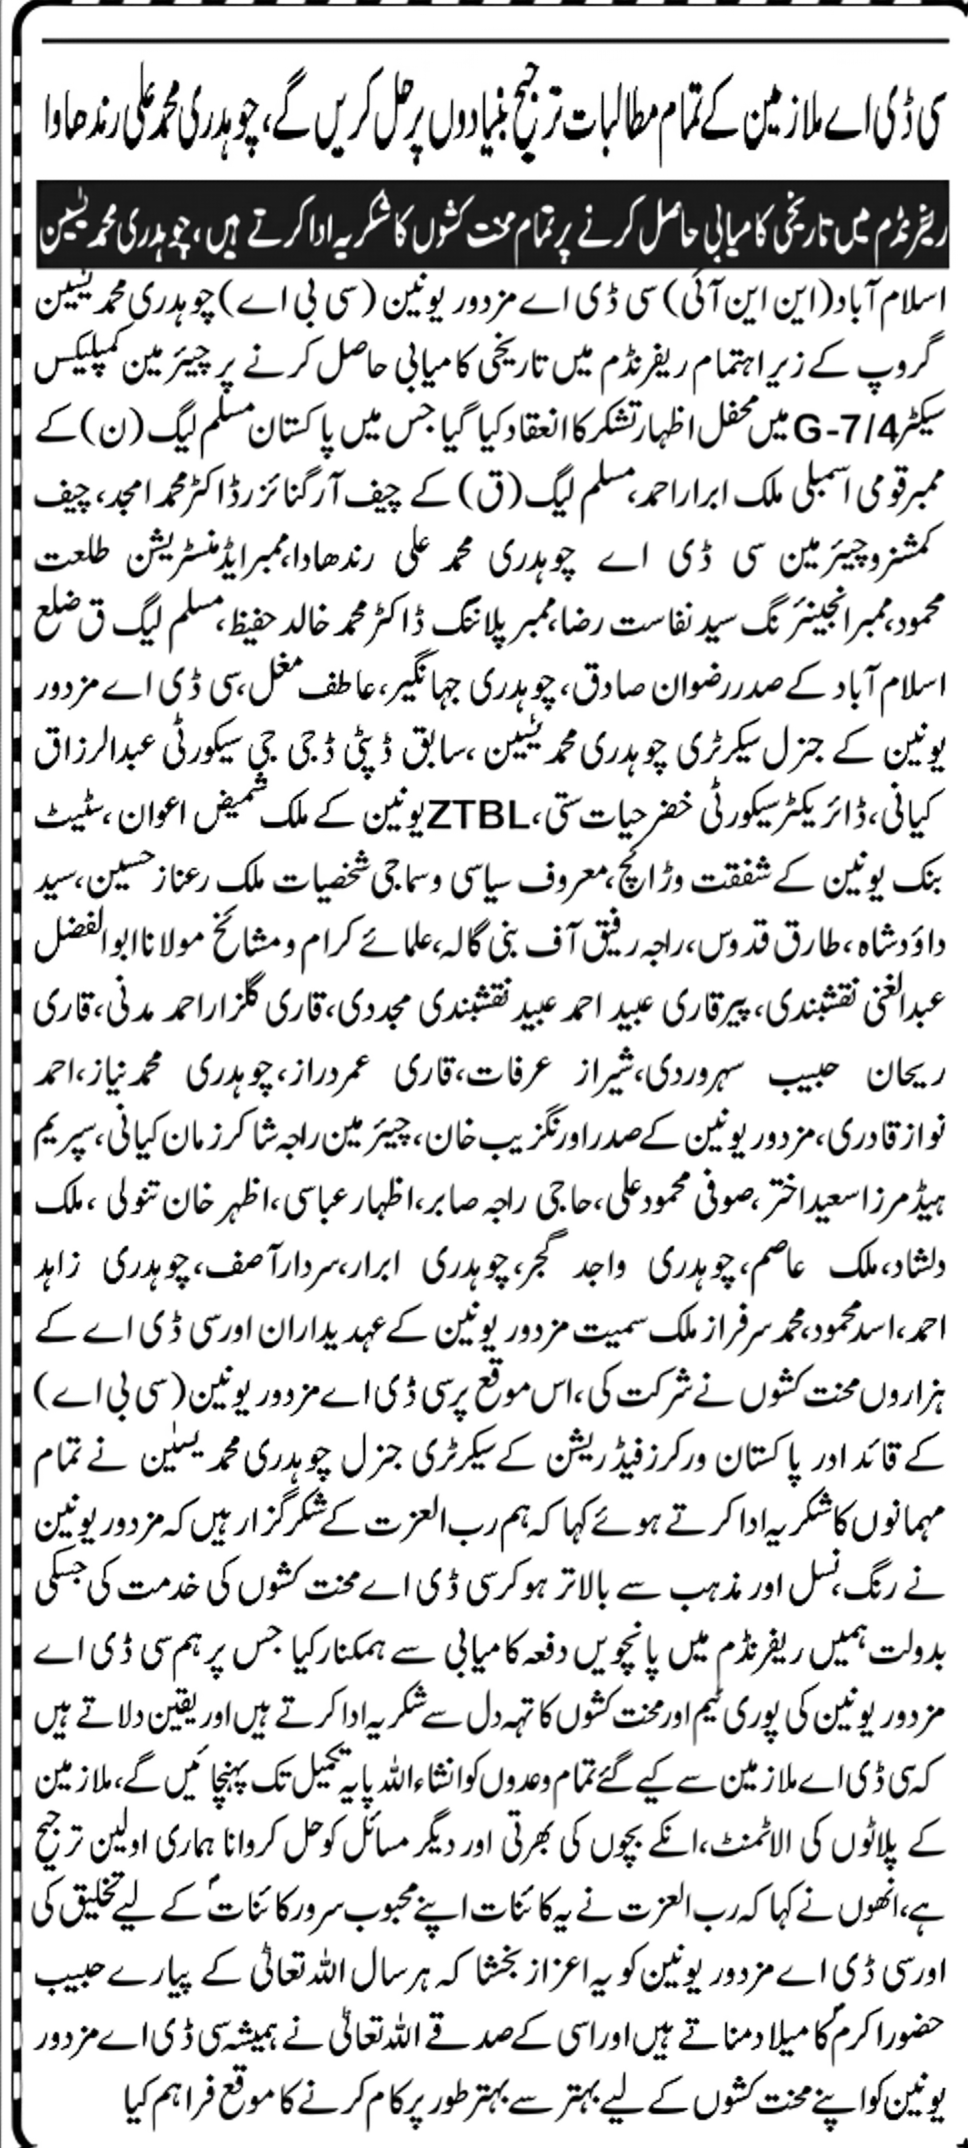 سی ڈی اے ملازمین کے تمام مطالبات ترجیح بنیادوں پر حل کریں گے، چوہدری محمد علی رندھاوا
ریفرنڈم میں تاریخی کامیابی حاصل کرنے پر تمام محنت کشوں کا شکریہ ادا کرتے ہیں، چوہدری محمد یٰسین
اسلام آباد (این این آئی) سی ڈی اے مزدور یونین (سی بی اے) چوہدری محمد یٰسین
گروپ کے زیر اہتمام ریفرنڈم میں تاریخی کامیابی حاصل کرنے پر چیئرمین کمپلیکس
سیکٹر G-7/4 میں محفل اظہار تشکر کا انعقاد کیا گیا جس میں پاکستان مسلم لیگ (ن) کے
ممبر قومی اسمبلی ملک ابرار احمد، مسلم لیگ (ق) کے چیف آرگنائزر ڈاکٹر محمد امجد، چیف
کمشنر و چیئرمین سی ڈی اے چوہدری محمد علی رندھادا، ممبر ایڈمنسٹریشن طلعت
محمود، ممبر انجینئرنگ سید نفاست رضا، ممبر پلاننگ ڈاکٹر محمد خالد حفیظ، مسلم لیگ ق ضلع
اسلام آباد کے صدر رضوان صادق، چوہدری جہانگیر، عاطف مغل، سی ڈی اے مزدور
یونین کے جنرل سیکرٹری چوہدری محمد یٰسین، سابق ڈپٹی ڈی جی سیکورٹی عبدالرزاق
کیانی، ڈائریکٹر سیکورٹی خضر حیات ستی، ZTBL یونین کے ملک شمیض اعوان، سٹیٹ
بنک یونین کے شفقت وڑائچ، معروف سیاسی و سماجی شخصیات ملک رعناز حسین، سید
داؤد شاہ، طارق قدوس، راجہ رفیق آف بنی گالہ، علمائے کرام و مشائخ مولانا ابوالفضل
عبدالغنی نقشبندی، پیر قاری عبید احمد عبید نقشبندی مجددی، قاری گلزار احمد مدنی، قاری
ریحان حبیب سہروردی، شیراز عرفات، قاری عمر دراز، چوہدری محمد نیاز، احمد
نواز قادری، مزدور یونین کے صدر اورنگزیب خان، چیئرمین راجہ شاکر زمان کیانی، سپریم
ہیڈ مرزا سعید اختر، صوفی محمود علی، حاجی راجہ صابر، اظہار عباسی، اظہر خان تنولی، ملک
دلشاد، ملک عاصم، چوہدری واجد گجر، چوہدری ابرار، سردار آصف، چوہدری زاہد
احمد، اسد محمود، محمد سرفراز ملک سمیت مزدور یونین کے عہدیداران اور سی ڈی اے کے
ہزاروں محنت کشوں نے شرکت کی، اس موقع پر سی ڈی اے مزدور یونین (سی بی اے)
کے قائد ادر پاکستان ورکرز فیڈریشن کے سیکرٹری جنرل چوہدری محمد یسٰین نے تمام
مہمانوں کا شکریہ ادا کرتے ہوئے کہا کہ ہم رب العزت کے شکر گزار ہیں کہ مزدور یونین
نے رنگ، نسل اور مذہب سے بالاتر ہو کر سی ڈی اے محنت کشوں کی خدمت کی جسکی
بدولت ہمیں ریفرنڈم میں پانچویں دفعہ کامیابی سے ہمکنار کیا جس پر ہم سی ڈی اے
مزدور یونین کی پوری ٹیم اور محنت کشوں کا تہہ دل سے شکریہ ادا کرتے ہیں اور یقین دلاتے ہیں
کہ سی ڈی اے ملازمین سے کیے گئے تمام وعدوں کو انشاء اللہ پایہ تکمیل تک پہنچائیں گے، ملازمین
کے پلاٹوں کی الاٹمنٹ، انکے بچوں کی بھرتی اور دیگر مسائل کو حل کروانا ہماری اولین ترجیح
ہے، انھوں نے کہا کہ رب العزت نے یہ کائنات اپنے محبوب سرور کائناتؐ کے لیے تخلیق کی
اور سی ڈی اے مزدور یونین کو یہ اعزاز بخشا کہ ہر سال اللہ تعالیٰ کے پیارے حبیب
حضور اکرمؐ کا میلاد مناتے ہیں اور اسی کے صدقے اللہ تعالیٰ نے ہمیشہ سی ڈی اے مزدور
یونین کو اپنے محنت کشوں کے لیے بہتر سے بہتر طور پر کام کرنے کا موقع فراہم کیا